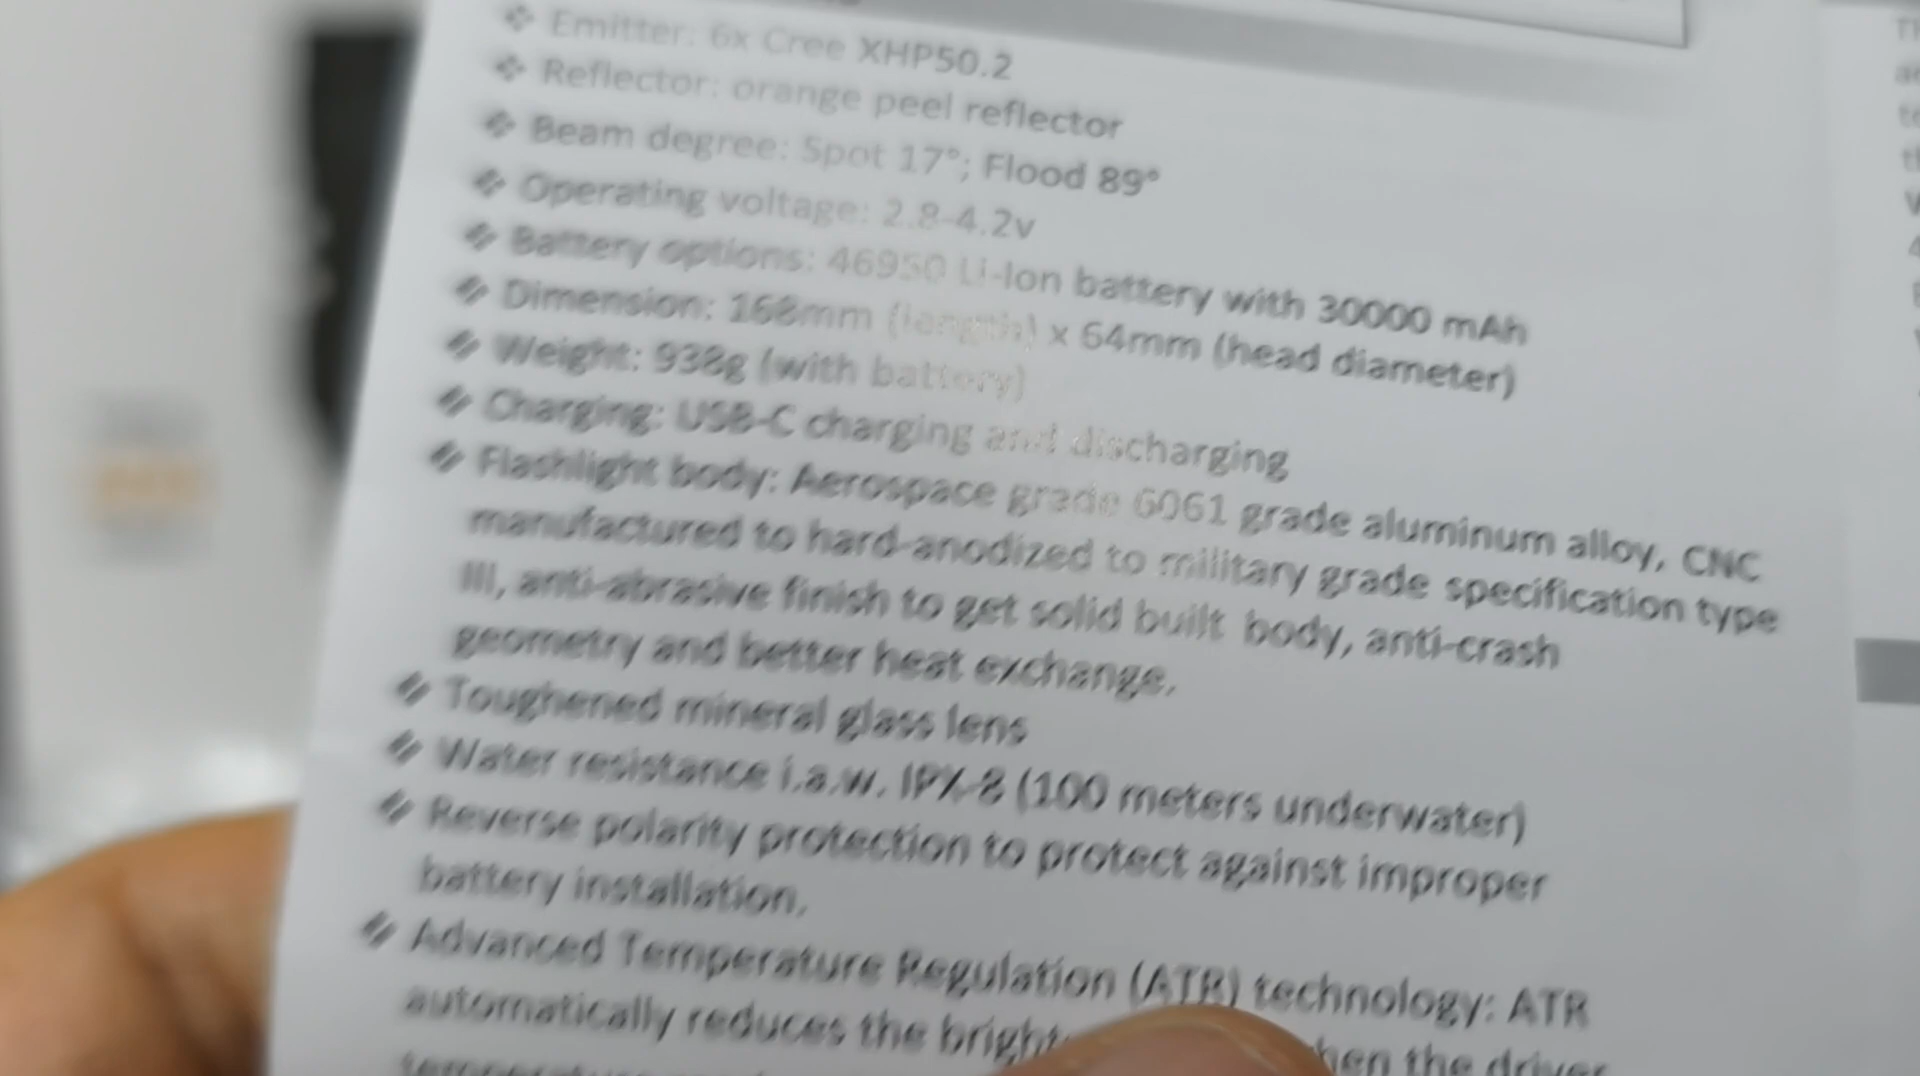 Emitter: 6x Cree XHP50.2
Reflector: orange peel reflector
Beam degree: Spot 17°; Flood 89°
Operating voltage: 2.8-4.2v
Battery options: 46950 Li-Ion battery with 30000 mAh
Dimension: 168mm (length) x 64mm (head diameter)
Weight: 938g (with battery)
Charging: USB-C charging and discharging
Flashlight body: Aerospace grade 6061 grade aluminum alloy, CNC
manufactured to hard-anodized to military grade specification type
III, anti-abrasive finish to get solid built body, anti-crash
geometry and better heat exchange.
Toughened mineral glass lens
Water resistance i.a.w. IPX-8 (100 meters underwater)
Reverse polarity protection to protect against improper
battery installation.
Advanced Temperature Regulation (ATR) technology: ATR
automatically reduces the the driver